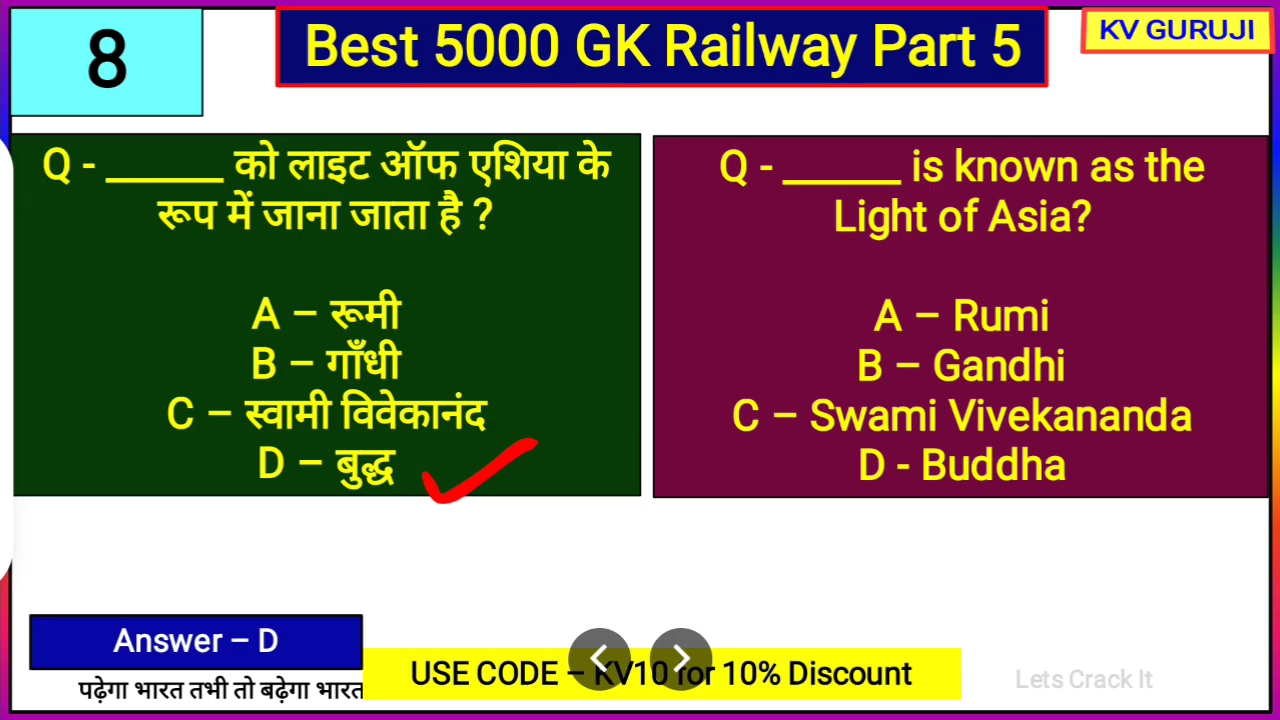 8
Best 5000 GK Railway Part 5
KV GURUJI
Q - ______ को लाइट ऑफ एशिया के
रूप में जाना जाता है ?
A – रूमी
B – गाँधी
C – स्वामी विवेकानंद
D – बुद्ध
Q - ______ is known as the
Light of Asia?
A – Rumi
B – Gandhi
C – Swami Vivekananda
D - Buddha
Answer – D
पढ़ेगा भारत तभी तो बढ़ेगा भारत
USE CODE – KV10 for 10% Discount
Lets Crack It